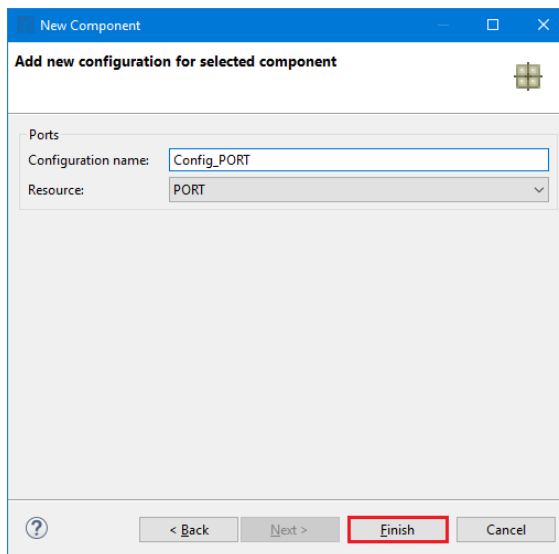 New Component
Add new configuration for selected component
Ports
Configuration name: Config_PORT
Resource: PORT
? < Back Next > Finish Cancel